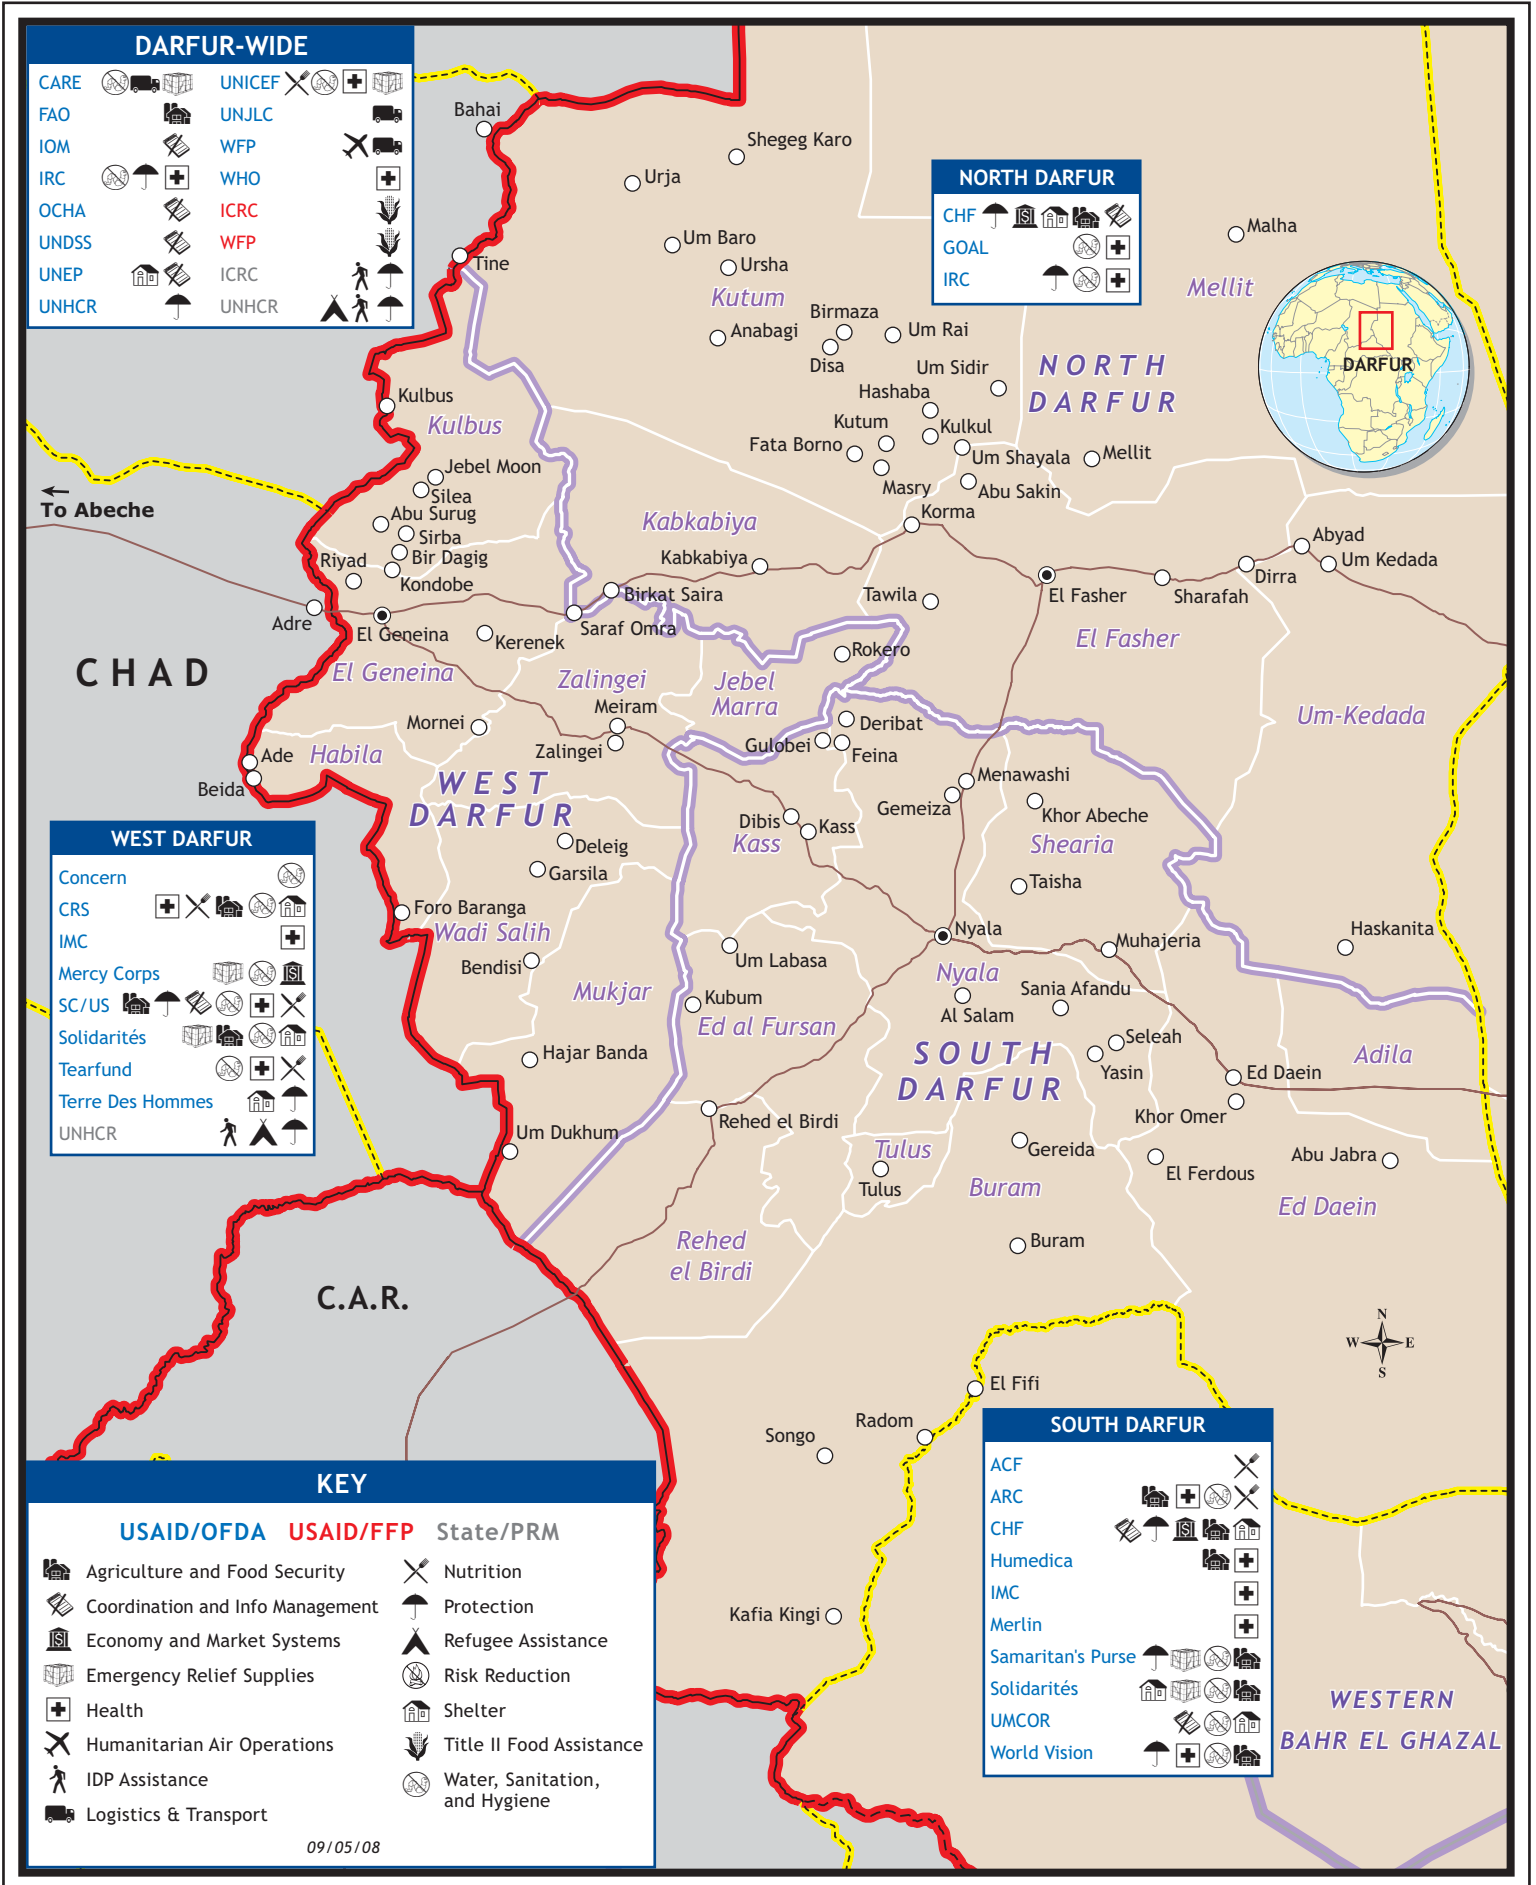 DARFUR-WIDE
CARE
FAO
IOM
IRC
OCHA
UNDSS
UNEP
UNHCR
UNICEF
UNJLC
WFP
WHO
ICRC
WFP
ICRC
UNHCR
Bahai
Shegeg Karo
Urja
NORTH DARFUR
CHF
GOAL
IRC
Malha
Mellit
Um Baro
Ursha
Tine
Kutum
Birmaza
Anabagi
Um Rai
Disa
DARFUR
Um Sidir
NORTH
DARFUR
Hashaba
Kulbus
Kulbus
Kutum
Kulkul
Fata Borno
Um Shayala
Mellit
Jebel Moon
Masry
Abu Sakin
Silea
To Abeche
Abu Surug
Korma
Kabkabiya
Sirba
Abyad
Riyad
Bir Dagig
Kabkabiya
Um Kedada
Kondobe
Dirra
Birkat Saira
Tawila
El Fasher
Sharafah
Adre
El Geneina
Saraf Omra
Kerenek
El Fasher
Rokero
CHAD
El Geneina
Zalingei
Jebel
Marra
Meiram
Mornei
Deribat
Um-Kedada
Zalingei
Gulobei
Feina
Ade
Habila
Beida
WEST
DARFUR
Menawashi
Gemeiza
Khor Abeche
Dibis
Kass
Kass
Shearia
WEST DARFUR
Concern
CRS
IMC
Mercy Corps
SC/US
Solidarités
Tearfund
Terre Des Hommes
UNHCR
Deleig
Garsila
Taisha
Foro Baranga
Wadi Salih
Nyala
Haskanita
Muhajeria
Bendisi
Um Labasa
Nyala
Mukjar
Kubum
Sania Afandu
Al Salam
Ed al Fursan
Seleah
Hajar Banda
SOUTH
DARFUR
Yasin
Adila
Ed Daein
Khor Omer
Rehed el Birdi
Um Dukhum
Gereida
Tulus
Tulus
El Ferdous
Abu Jabra
Buram
Ed Daein
Rehed
el Birdi
Buram
C.A.R.
N
W
E
S
El Fifi
Radom
Songo
SOUTH DARFUR
ACF
ARC
CHF
Humedica
IMC
Merlin
Samaritan's Purse
Solidarités
UMCOR
World Vision
Kafia Kingi
WESTERN
BAHR EL GHAZAL
KEY
USAID/OFDA USAID/FFP State/PRM
Agriculture and Food Security
Coordination and Info Management
Economy and Market Systems
Emergency Relief Supplies
Health
Humanitarian Air Operations
IDP Assistance
Logistics & Transport
Nutrition
Protection
Refugee Assistance
Risk Reduction
Shelter
Title II Food Assistance
Water, Sanitation,
and Hygiene
09/05/08